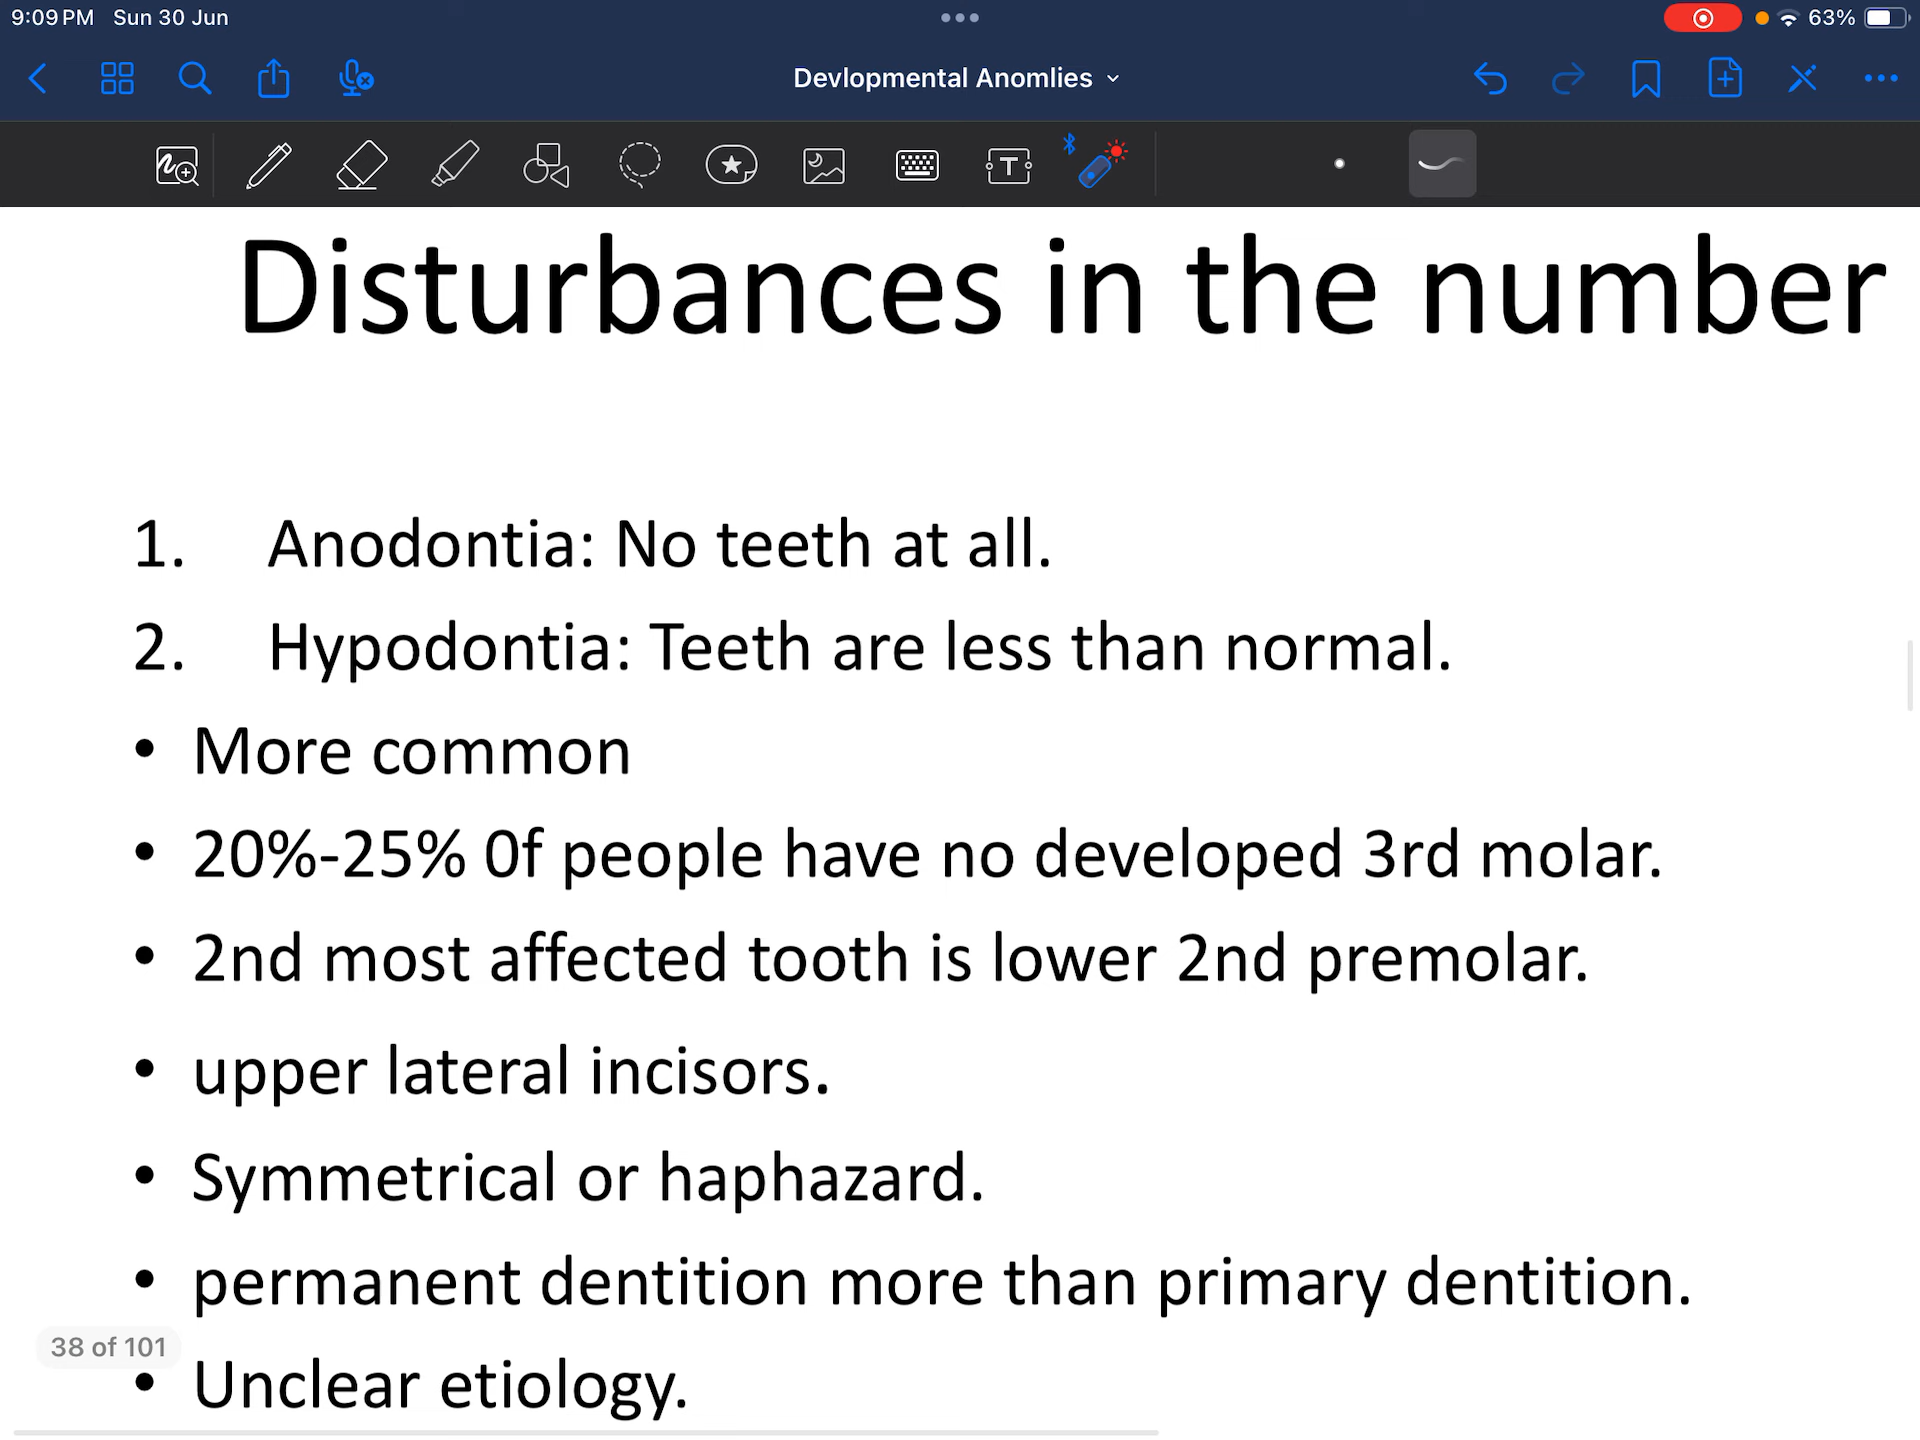 9:09 PM Sun 30 Jun
63%
Devlopmental Anomlies
T
Disturbances in the number
1. Anodontia: No teeth at all.
2. Hypodontia: Teeth are less than normal.
• More common
• 20%-25% Of people have no developed 3rd molar.
• 2nd most affected tooth is lower 2nd premolar.
• upper lateral incisors.
• Symmetrical or haphazard.
• permanent dentition more than primary dentition.
38 of 101
• Unclear etiology.